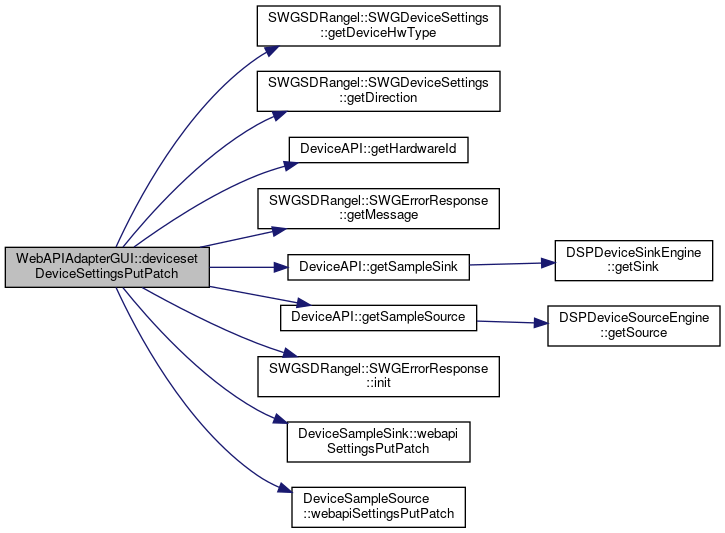 WebAPIAdapterGUI::deviceset
DeviceSettingsPutPatch
SWGSDRangel::SWGDeviceSettings
::getDeviceHwType
SWGSDRangel::SWGDeviceSettings
::getDirection
DeviceAPI::getHardwareId
SWGSDRangel::SWGErrorResponse
::getMessage
DeviceAPI::getSampleSink
DSPDeviceSinkEngine
::getSink
DeviceAPI::getSampleSource
DSPDeviceSourceEngine
::getSource
SWGSDRangel::SWGErrorResponse
::init
DeviceSampleSink::webapi
SettingsPutPatch
DeviceSampleSource
::webapiSettingsPutPatch